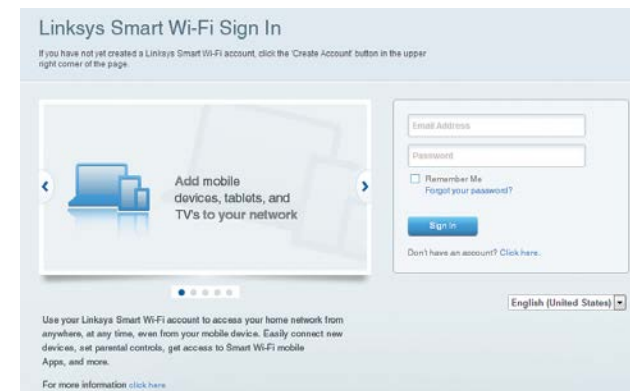 Linksys Smart Wi-Fi Sign In
If you have not yet created a Linksys Smart Wi-Fi account, click the 'Create Account' button in the upper
right corner of the page.
Add mobile
devices, tablets, and
TV's to your network
Email Address
Password
Remember Me
Forgot your password?
Sign In
Don't have an account? Click here.
English (United States)
Use your Linksys Smart Wi-Fi account to access your home network from
anywhere, at any time, even from your mobile device. Easily connect new
devices, set parental controls, get access to Smart Wi-Fi mobile
Apps, and more.
For more information click here